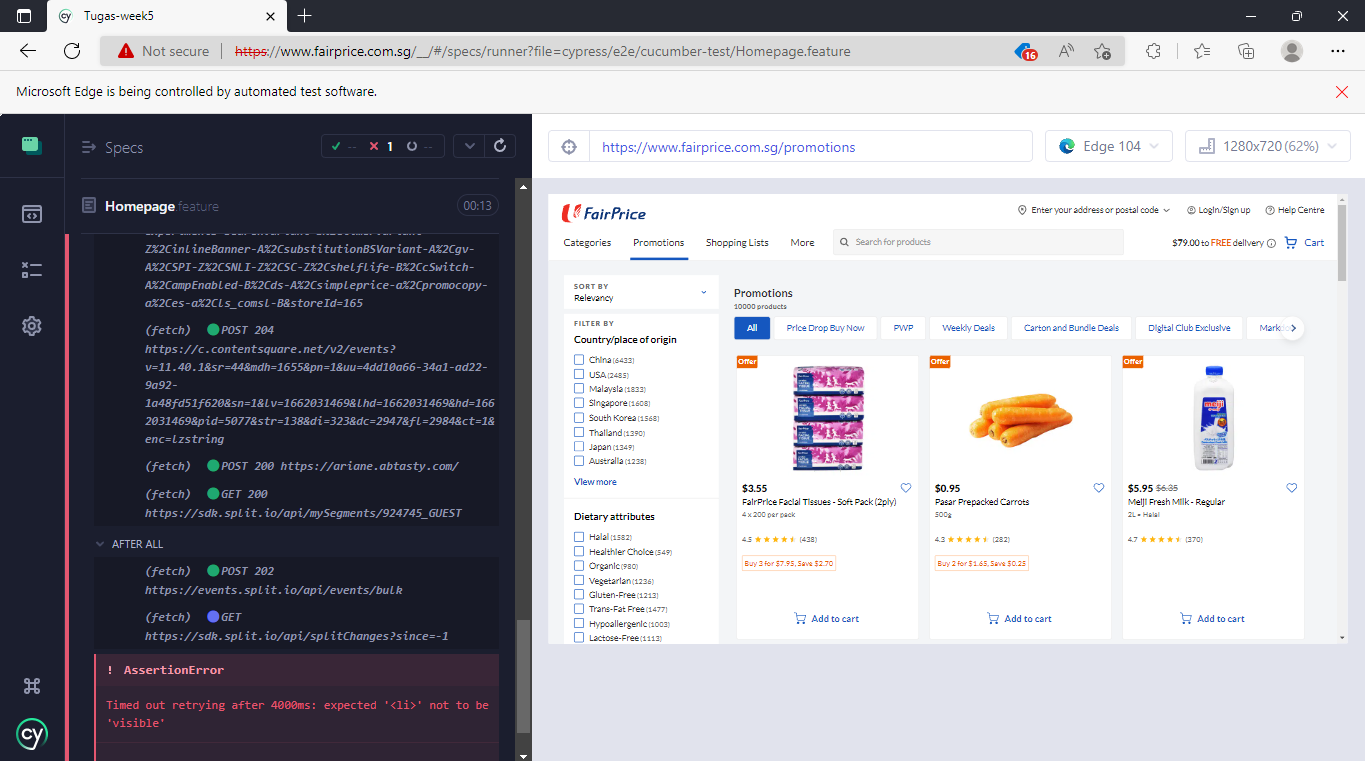 Tugas-week5
Not secure
https://www.fairprice.com.sg/__/#/specs/runner?file=cypress/e2e/cucumber-test/Homepage.feature
16
Microsoft Edge is being controlled by automated test software.
Specs
-- 1 --
https://www.fairprice.com.sg/promotions
Edge 104
1280x720 (62%)
Homepage.feature
00:13
Z%2CinlineBanner-A%2CsubstitutionBSVariant-A%2Cgv-
A%2CSPI-Z%2CSNLI-Z%2CSC-Z%2Cshelflife-B%2CcSwitch-
A%2CampEnabled-B%2Cds-A%2Csimpleprice-a%2Cpromocopy-
a%2Ces-a%2Cls_comsl-B&storeId=165
(fetch) POST 204
https://c.contentsquare.net/v2/events?
v=11.40.1&sr=44&mdh=1655&pn=1&uu=4dd10a66-34a1-ad22-
9a92-
1a48fd51f620&sn=1&lv=1662031469&lhd=1662031469&hd=166
2031469&pid=5077&str=138&di=323&dc=2947&fl=2984&ct=1&
enc=lzstring
(fetch) POST 200 https://ariane.abtasty.com/
(fetch) GET 200
https://sdk.split.io/api/mySegments/924745_GUEST
AFTER ALL
(fetch) POST 202
https://events.split.io/api/events/bulk
(fetch) GET
https://sdk.split.io/api/splitChanges?since=-1
! AssertionError
Timed out retrying after 4000ms: expected '<li>' not to be
'visible'
cy
FairPrice
Enter your address or postal code
Login/Sign up
Help Centre
Categories
Promotions
Shopping Lists
More
Search for products
$79.00 to FREE delivery
Cart
SORT BY
Relevancy
FILTER BY
Country/place of origin
China (6433)
USA (2485)
Malaysia (1833)
Singapore (1608)
South Korea (1568)
Thailand (1390)
Japan (1349)
Australia (1238)
View more
Dietary attributes
Halal (1582)
Healthier Choice (549)
Organic (980)
Vegetarian (1236)
Gluten-Free (1213)
Trans-Fat Free (1477)
Hypoallergenic (1003)
Lactose-Free (1113)
Promotions
10000 products
All
Price Drop Buy Now
PWP
Weekly Deals
Carton and Bundle Deals
Digital Club Exclusive
Offer
$3.55
FairPrice Facial Tissues - Soft Pack (2ply)
4 x 200 per pack
4.5 (438)
Buy 3 for $7.95, Save $2.70
Add to cart
Offer
$0.95
Pasar Prepacked Carrots
500g
4.3 (282)
Buy 2 for $1.65, Save $0.25
Add to cart
Offer
meiji
$5.95 $6.35
Meiji Fresh Milk - Regular
2L • Halal
4.7 (370)
Add to cart